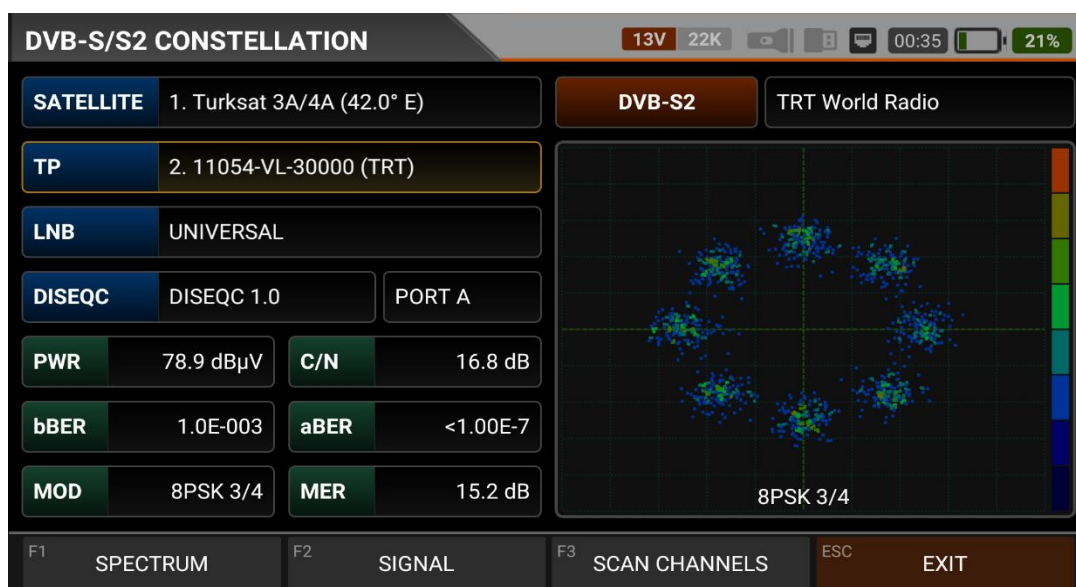 DVB-S/S2 CONSTELLATION
13V 22K 00:35 21%
SATELLITE 1. Turksat 3A/4A (42.0° E)
DVB-S2 TRT World Radio
TP 2. 11054-VL-30000 (TRT)
LNB UNIVERSAL
DISEQC DISEQC 1.0 PORT A
PWR 78.9 dBµV C/N 16.8 dB
bBER 1.0E-003 aBER <1.00E-7
MOD 8PSK 3/4 MER 15.2 dB
8PSK 3/4
F1 SPECTRUM F2 SIGNAL F3 SCAN CHANNELS ESC EXIT